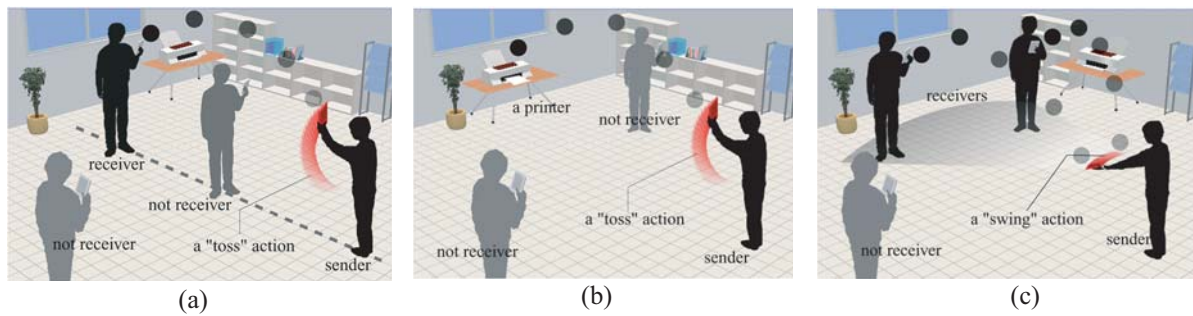 receiver
not receiver
not receiver
a "toss" action
sender
(a)
a printer
not receiver
a "toss" action
not receiver
sender
(b)
receivers
a "swing" action
not receiver
sender
(c)